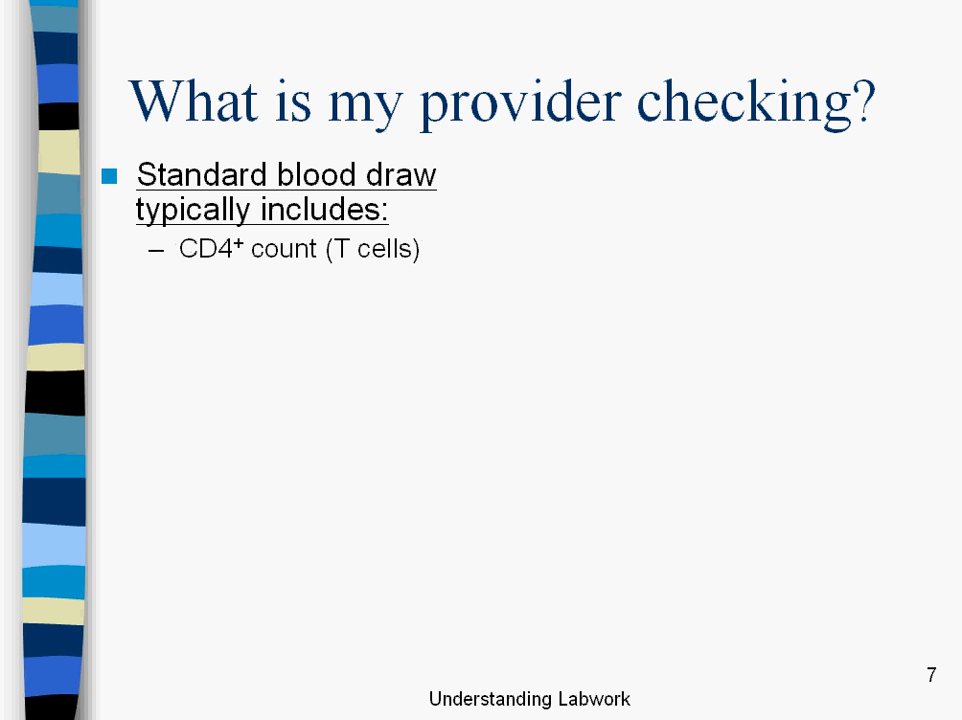 What is my provider checking?
Standard blood draw
typically includes:
– CD4⁺ count (T cells)
7
Understanding Labwork